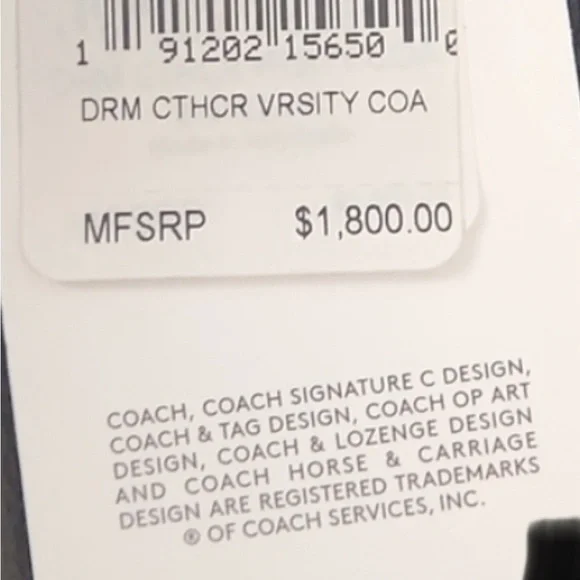 1 91202 15650
DRM CTHCR VRSITY COA
MFSRP $1,800.00
COACH, COACH SIGNATURE C DESIGN,
COACH & TAG DESIGN, COACH OP ART
DESIGN, COACH & LOZENGE DESIGN
AND COACH HORSE & CARRIAGE
DESIGN ARE REGISTERED TRADEMARKS
® OF COACH SERVICES, INC.